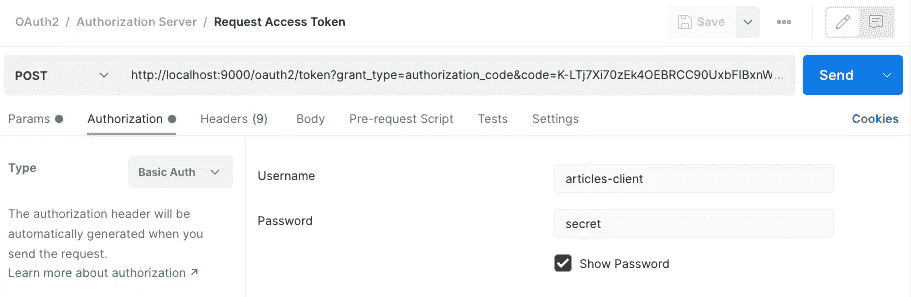 OAuth2 / Authorization Server / Request Access Token
Save
POST
http://localhost:9000/oauth2/token?grant_type=authorization_code&code=K-LTj7Xi70zEk4OEBRCC90UxbFIBxnW...
Send
Params Authorization Headers (9) Body Pre-request Script Tests Settings Cookies
Type
Basic Auth
The authorization header will be
automatically generated when you
send the request.
Learn more about authorization ↗
Username
articles-client
Password
secret
Show Password